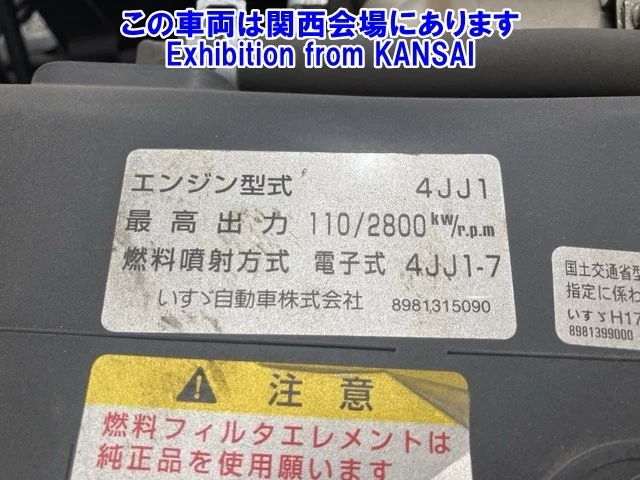 この車両は関西会場にあります
Exhibition from KANSAI
エンジン型式 4JJ1
最高出力 110/2800 kw/r.p.m
燃料噴射方式 電子式 4JJ1-7
いすゞ自動車株式会社 8981315090
国土交通省型
指定に係わ
いすゞH17
8981399000
注意
燃料フィルタエレメントは
純正品を使用願います